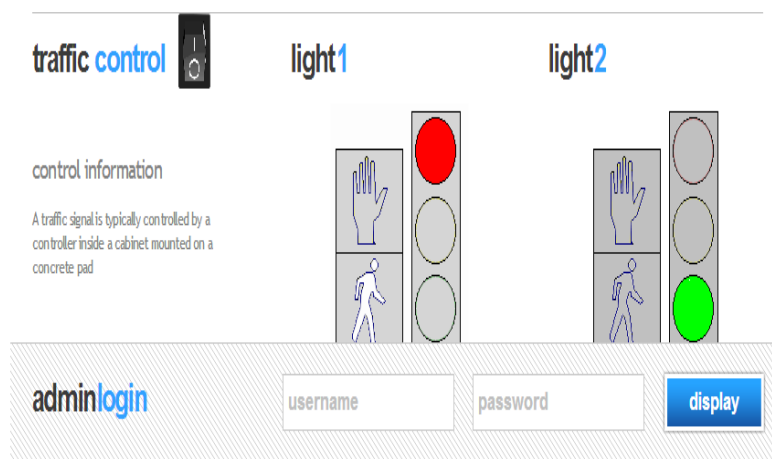 traffic control
light1
light2
control information
A traffic signal is typically controlled by a
controller inside a cabinet mounted on a
concrete pad
adminlogin
username
password
display